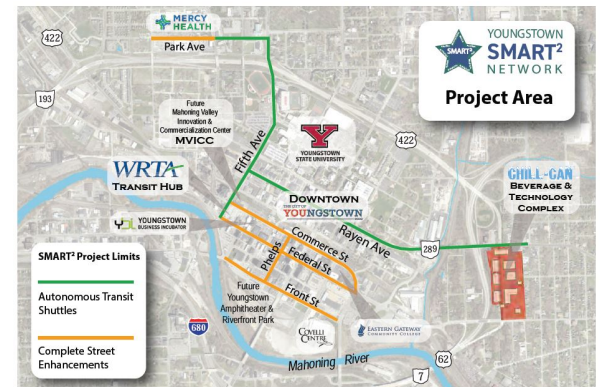 MERCY
HEALTH
Park Ave
422
193
YOUNGSTOWN
SMART²
SMART²
NETWORK
Project Area
Future
Mahoning Valley
Innovation &
Commercialization Center
MVICC
Fifth Ave
Y
YOUNGSTOWN
STATE UNIVERSITY
422
WRTA
TRANSIT HUB
CHILL-CAN
BEVERAGE &
TECHNOLOGY
COMPLEX
DOWNTOWN
YOUNGSTOWN
YOUNGSTOWN
BUSINESS INCUBATOR
Rayen Ave
289
Commerce St
Federal St
Phelps
Front St
SMART² Project Limits
Autonomous Transit
Shuttles
Complete Street
Enhancements
Future
Youngstown
Amphitheater &
Riverfront Park
680
COVELLI
CENTRE
EASTERN GATEWAY
COMMUNITY COLLEGE
Mahoning River
62
7